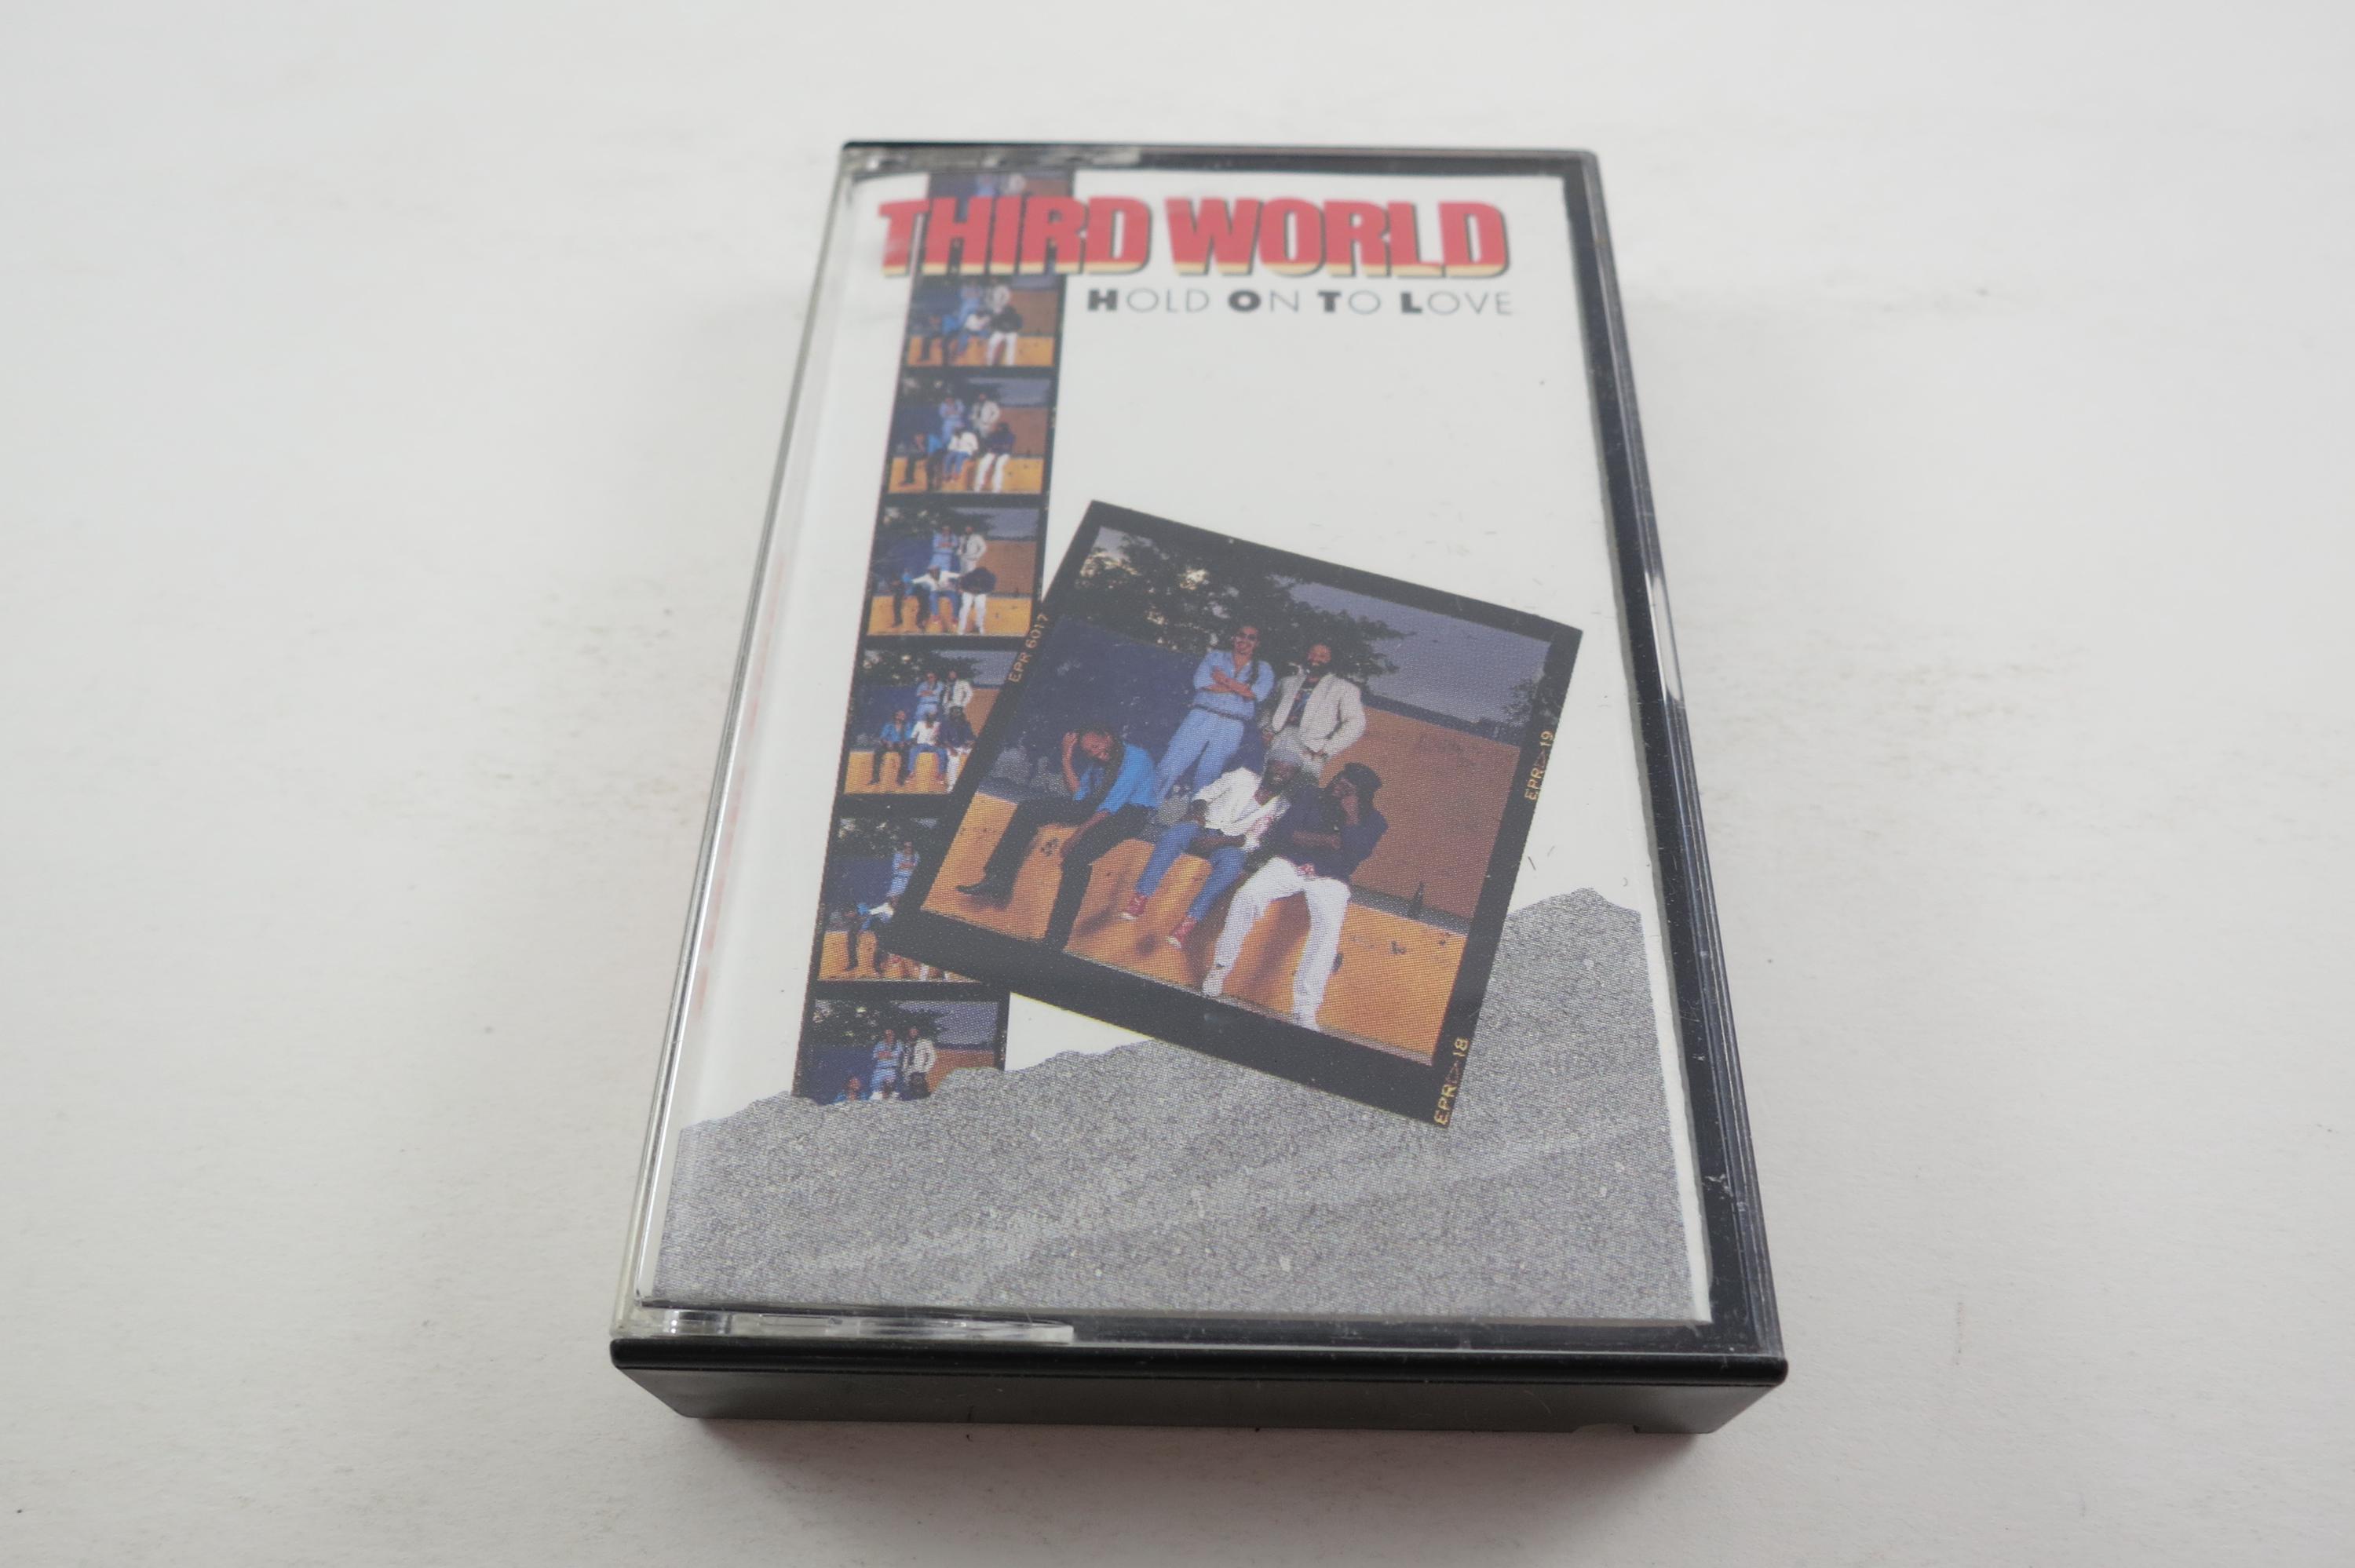 THIRD WORLD
HOLD ON TO LOVE
EPR 6017
EPR▷19
EPR▷18